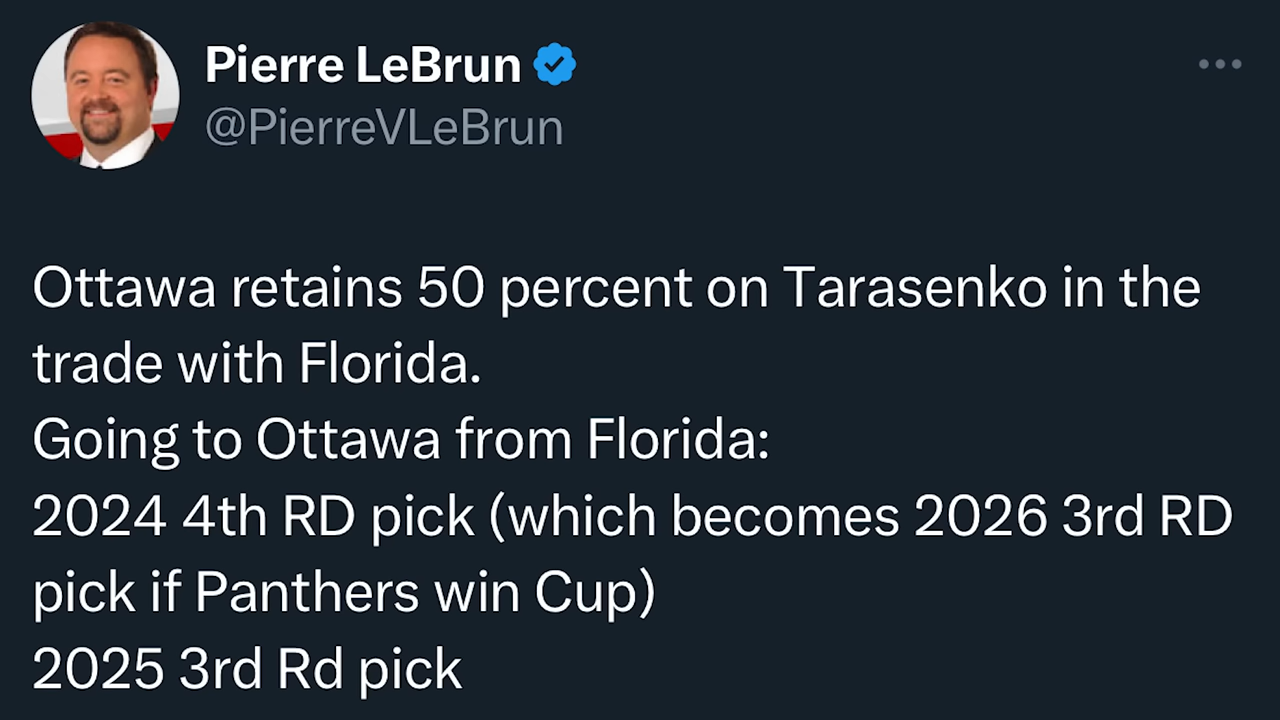 Pierre LeBrun
@PierreVLeBrun
Ottawa retains 50 percent on Tarasenko in the
trade with Florida.
Going to Ottawa from Florida:
2024 4th RD pick (which becomes 2026 3rd RD
pick if Panthers win Cup)
2025 3rd Rd pick